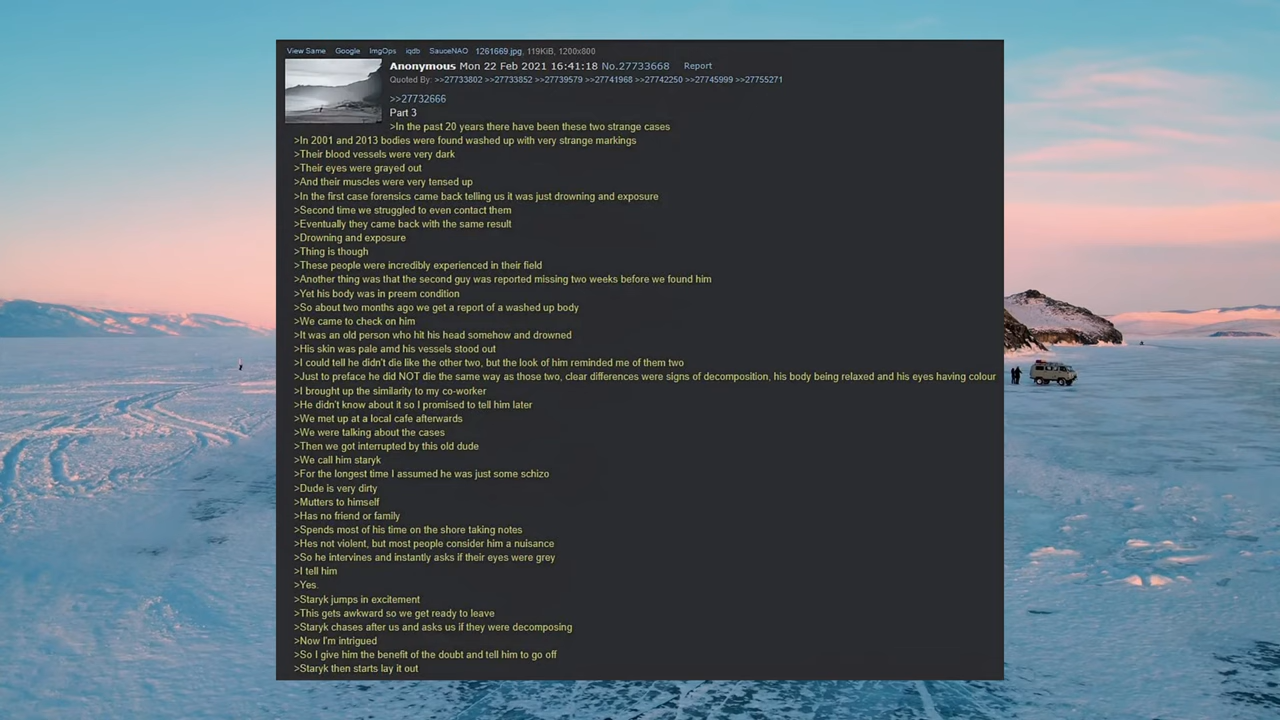 View Same Google ImgOps iqdb SauceNAO 1261669.jpg, 119KiB, 1200x800
Anonymous Mon 22 Feb 2021 16:41:18 No.27733668 Report
Quoted By: >>27733802 >>27733852 >>27739579 >>27741968 >>27742250 >>27745999 >>27755271
>>27732666
Part 3
>In the past 20 years there have been these two strange cases
>In 2001 and 2013 bodies were found washed up with very strange markings
>Their blood vessels were very dark
>Their eyes were grayed out
>And their muscles were very tensed up
>In the first case forensics came back telling us it was just drowning and exposure
>Second time we struggled to even contact them
>Eventually they came back with the same result
>Drowning and exposure
>Thing is though
>These people were incredibly experienced in their field
>Another thing was that the second guy was reported missing two weeks before we found him
>Yet his body was in preem condition
>So about two months ago we get a report of a washed up body
>We came to check on him
>It was an old person who hit his head somehow and drowned
>His skin was pale amd his vessels stood out
>I could tell he didn't die like the other two, but the look of him reminded me of them two
>Just to preface he did NOT die the same way as those two, clear differences were signs of decomposition, his body being relaxed and his eyes having colour
>I brought up the similarity to my co-worker
>He didn't know about it so I promised to tell him later
>We met up at a local cafe afterwards
>We were talking about the cases
>Then we got interrupted by this old dude
>We call him staryk
>For the longest time I assumed he was just some schizo
>Dude is very dirty
>Mutters to himself
>Has no friend or family
>Spends most of his time on the shore taking notes
>Hes not violent, but most people consider him a nuisance
>So he intervines and instantly asks if their eyes were grey
>I tell him
>Yes.
>Staryk jumps in excitement
>This gets awkward so we get ready to leave
>Staryk chases after us and asks us if they were decomposing
>Now I'm intrigued
>So I give him the benefit of the doubt and tell him to go off
>Staryk then starts lay it out